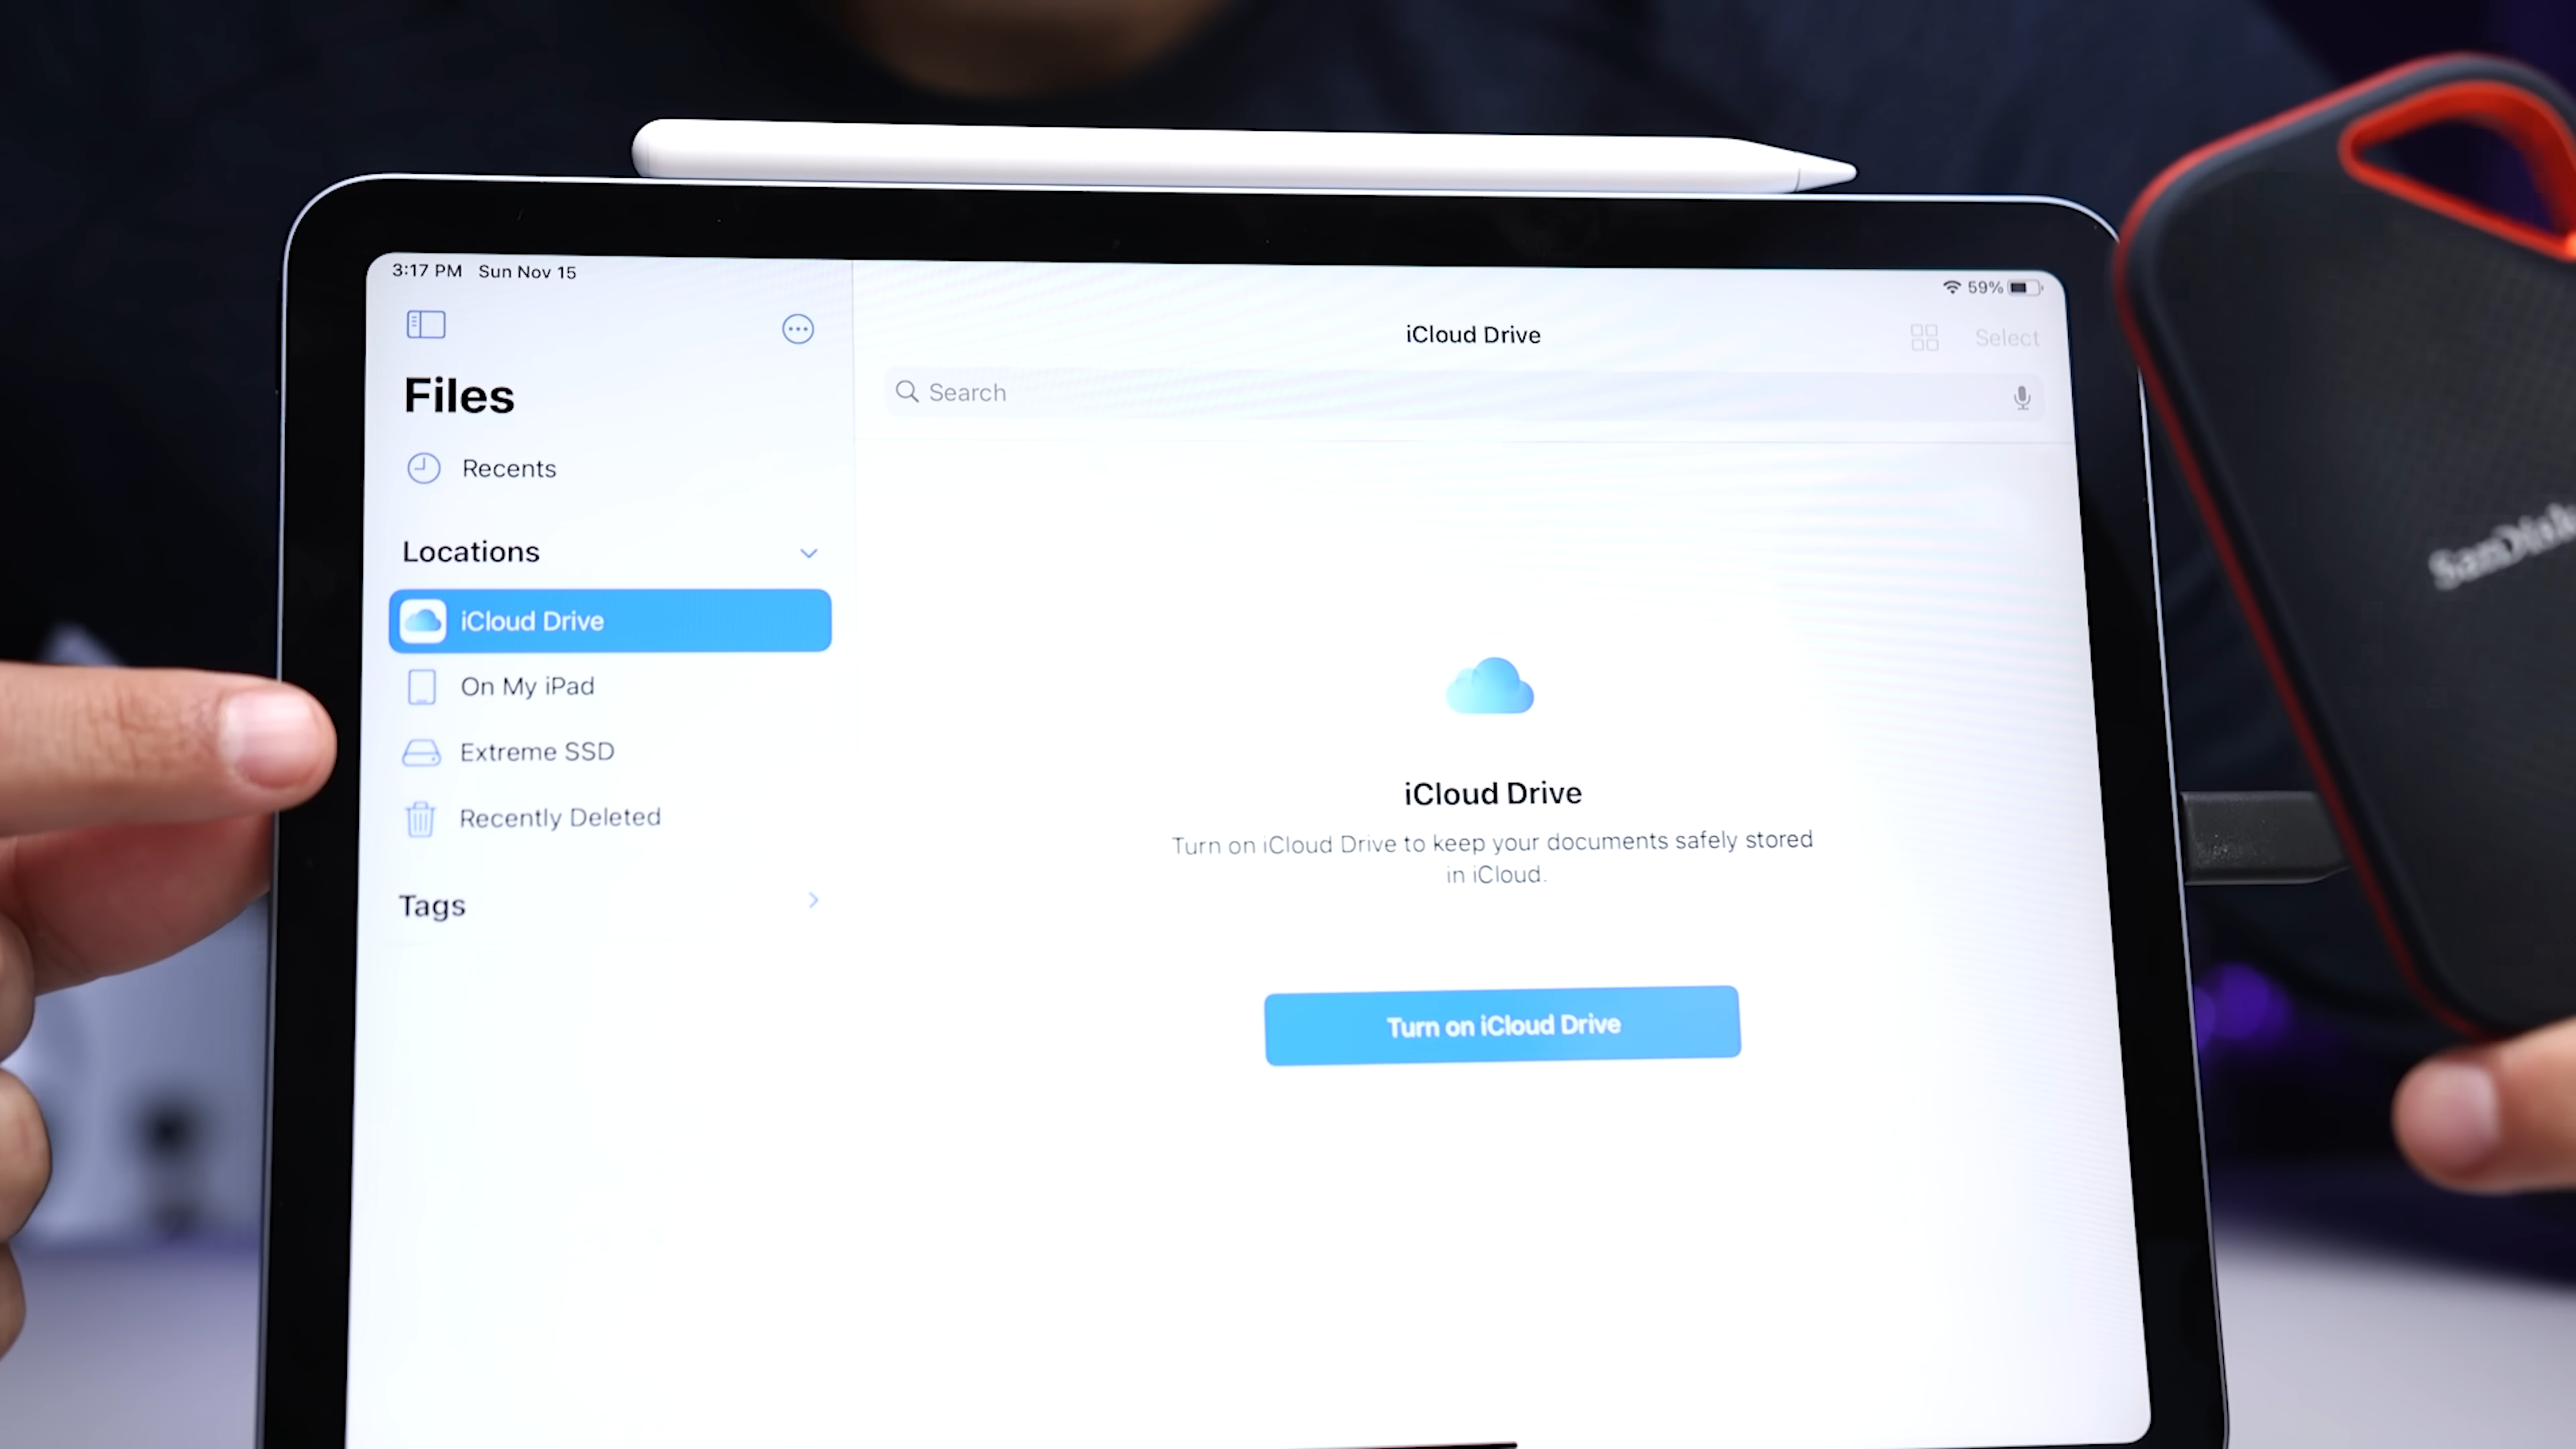 3:17 PM Sun Nov 15
59%
Files
Recents
Locations
iCloud Drive
On My iPad
Extreme SSD
Recently Deleted
Tags
iCloud Drive
Select
Search
iCloud Drive
Turn on iCloud Drive to keep your documents safely stored
in iCloud.
Turn on iCloud Drive
SanDisk